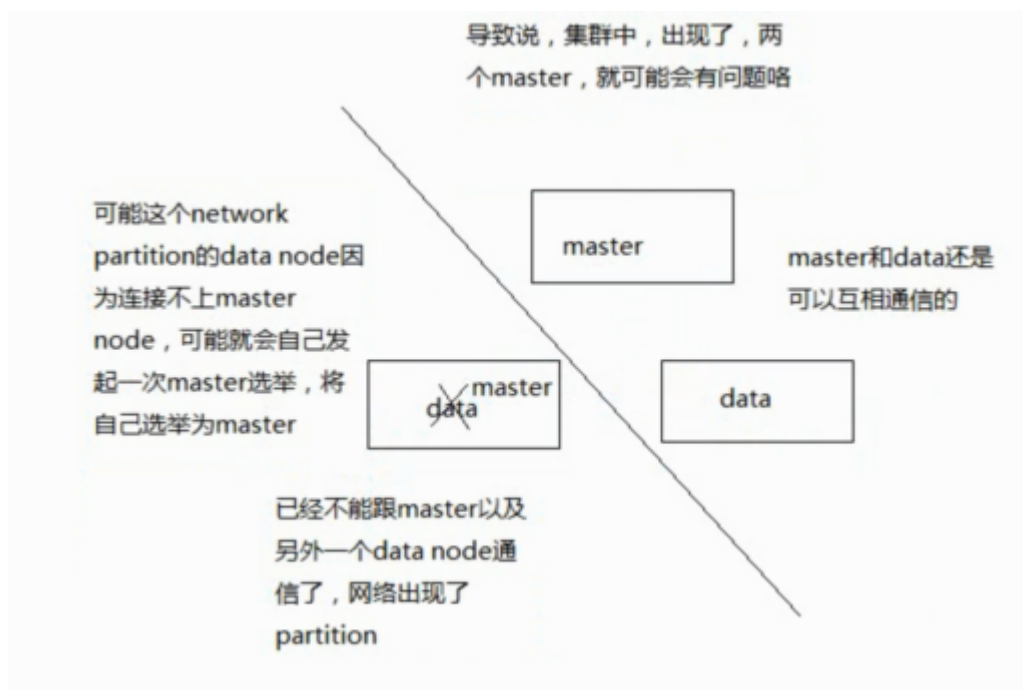 导致说，集群中，出现了，两
个master，就可能会有问题咯
可能这个network
partition的data node因
为连接不上master
node，可能就会自己发
起一次master选举，将
自己选举为master
master
master和data还是
可以互相通信的
master
data
data
已经不能跟master以及
另外一个data node通
信了，网络出现了
partition